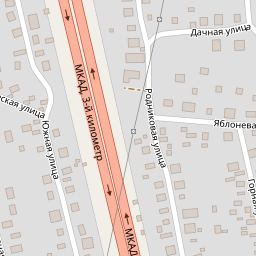 Дачная улица
МКАД, 3-й километр
Родниковая улица
Яблонева
ская улица
Южная улица
Горна
МКАД,